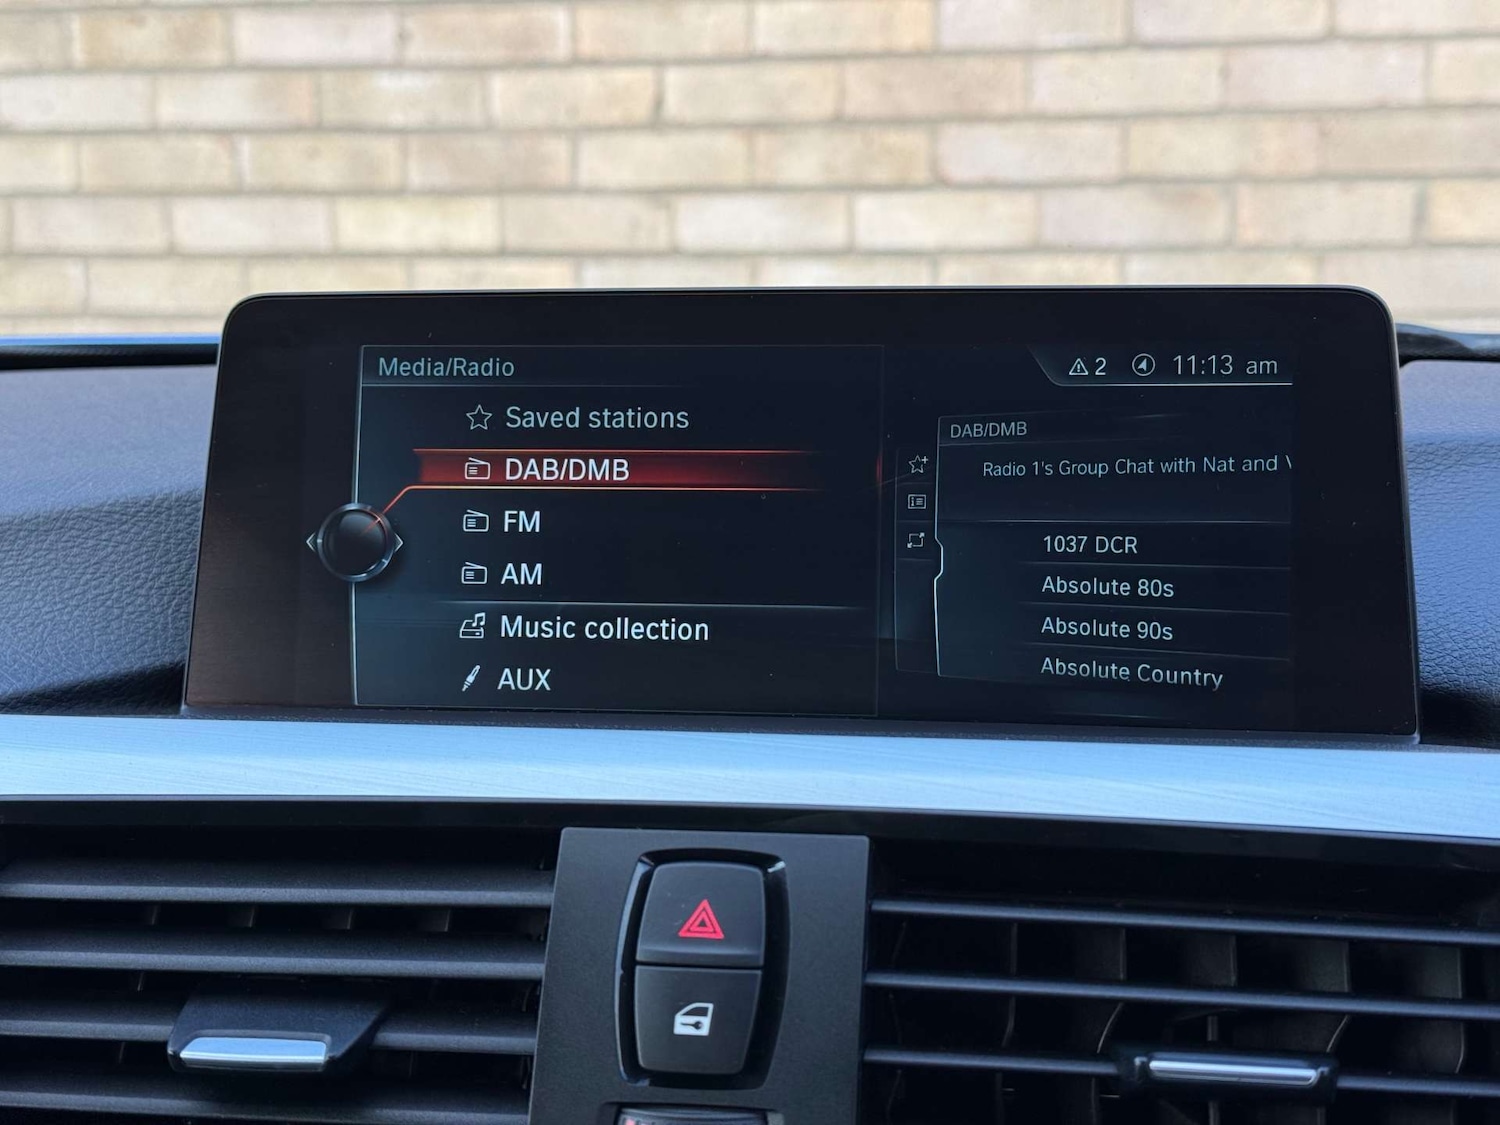 Media/Radio
2 11:13 am
Saved stations
DAB/DMB
FM
AM
Music collection
AUX
DAB/DMB
Radio 1's Group Chat with Nat and
1037 DCR
Absolute 80s
Absolute 90s
Absolute Country